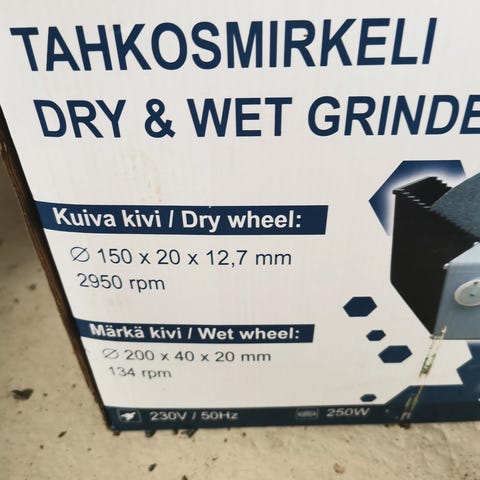 TAHKOSMIRKELI
DRY & WET GRINDE
Kuiva kivi / Dry wheel:
Ø 150 x 20 x 12,7 mm
2950 rpm
Märkä kivi / Wet wheel:
Ø 200 x 40 x 20 mm
134 rpm
230V / 50Hz 250W